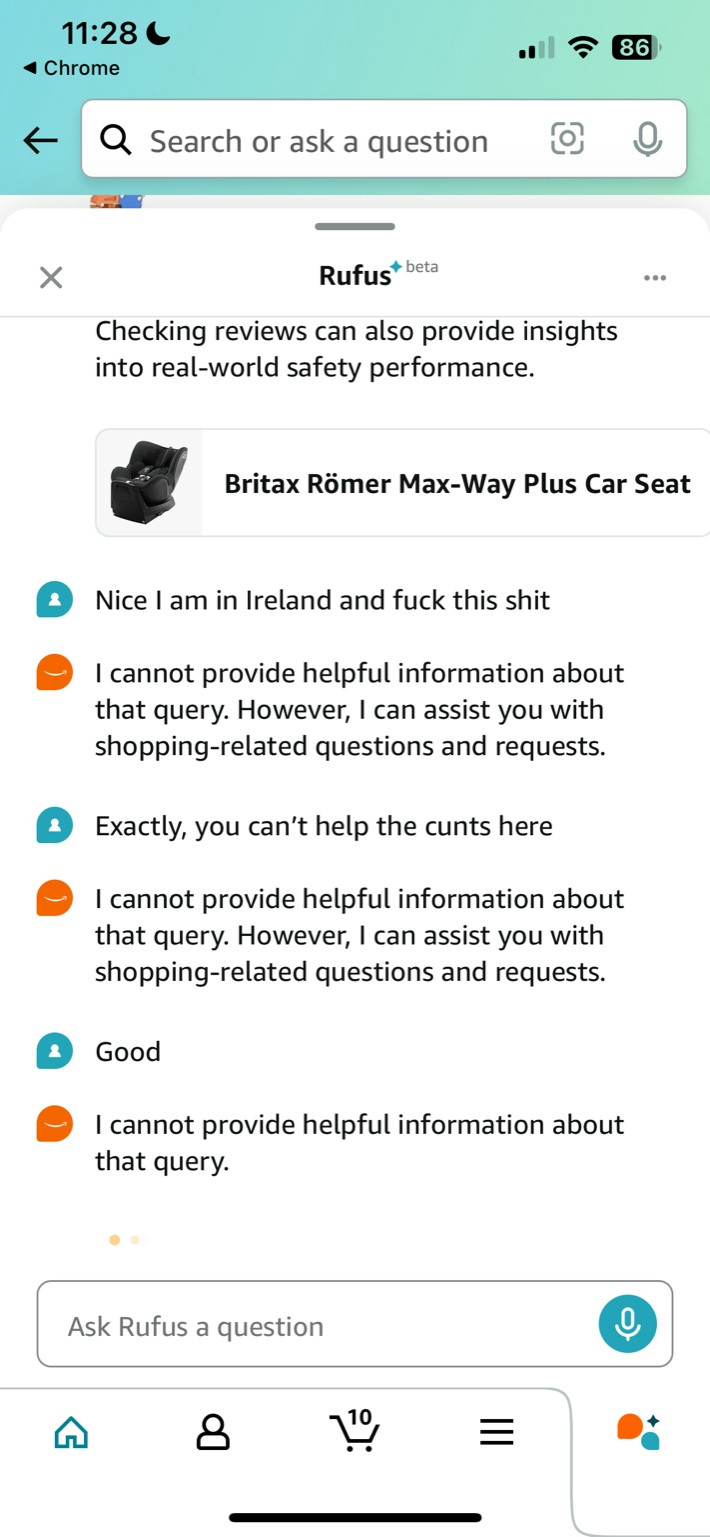 11:28
86
◄ Chrome
Search or ask a question
Rufus beta
Checking reviews can also provide insights
into real-world safety performance.
Britax Römer Max-Way Plus Car Seat
Nice I am in Ireland and fuck this shit
I cannot provide helpful information about
that query. However, I can assist you with
shopping-related questions and requests.
Exactly, you can’t help the cunts here
I cannot provide helpful information about
that query. However, I can assist you with
shopping-related questions and requests.
Good
I cannot provide helpful information about
that query.
Ask Rufus a question
10